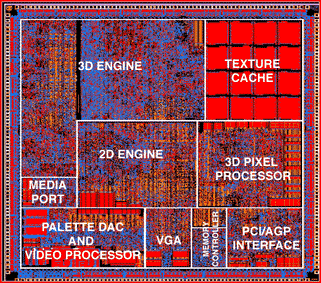 3D ENGINE
TEXTURE
CACHE
2D ENGINE
3D PIXEL
PROCESSOR
MEDIA
PORT
PALETTE DAC
AND
VIDEO PROCESSOR
VGA
MEMORY
CONTROLLER
PCI/AGP
INTERFACE